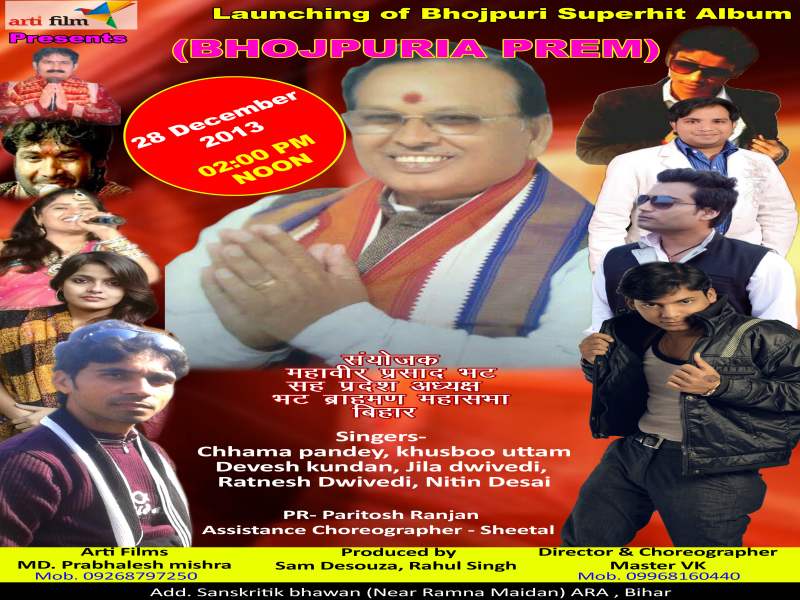 arti film
Presents
Launching of Bhojpuri Superhit Album
(BHOJPURIA PREM)
28 December
2013
02:00 PM
NOON
संयोजक
महावीर प्रसाद भट
सह प्रदेश अध्यक्ष
भट ब्राहमण महासभा
बिहार
Singers-
Chhama pandey, khusboo uttam
Devesh kundan, Jila dwivedi,
Ratnesh Dwivedi, Nitin Desai
PR- Paritosh Ranjan
Assistance Choreographer - Sheetal
Arti Films
MD. Prabhalesh mishra
Mob. 09268797250
Produced by
Sam Desouza, Rahul Singh
Director & Choreographer
Master VK
Mob. 09968160440
Add. Sanskritik bhawan (Near Ramna Maidan) ARA , Bihar